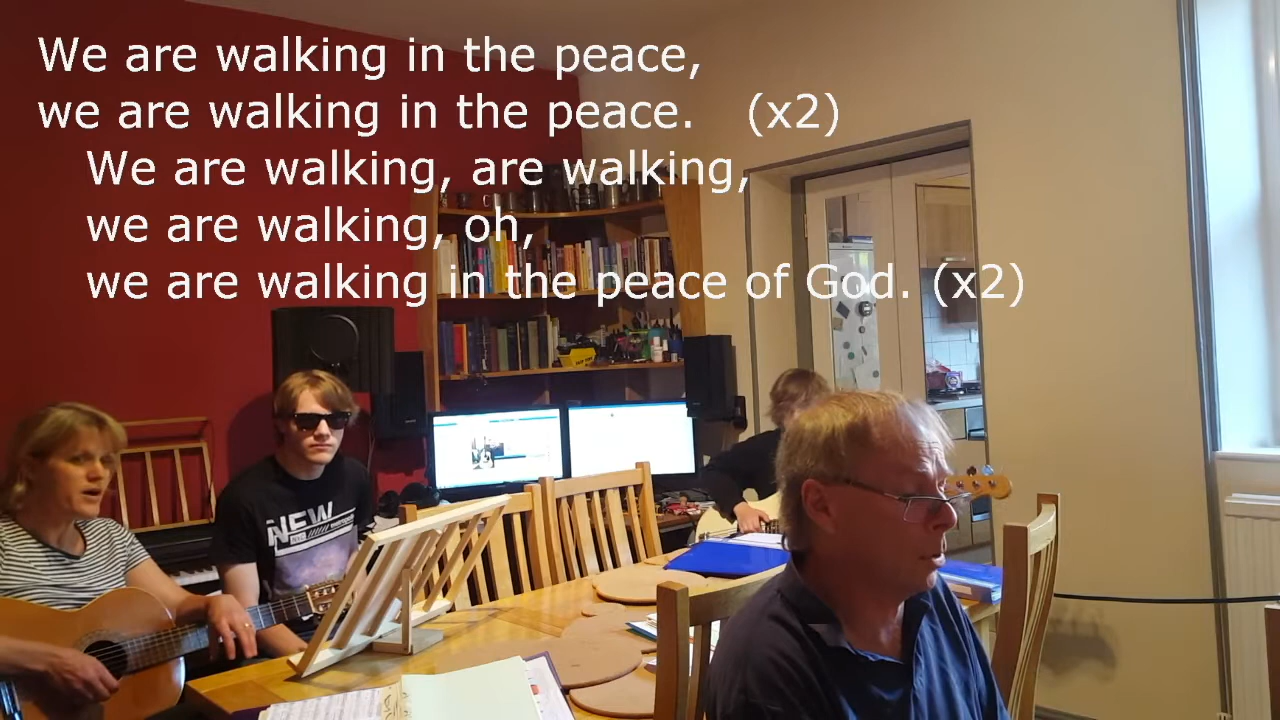 We are walking in the peace,
we are walking in the peace.   (x2)
We are walking, are walking,
we are walking, oh,
we are walking in the peace of God. (x2)
NEW